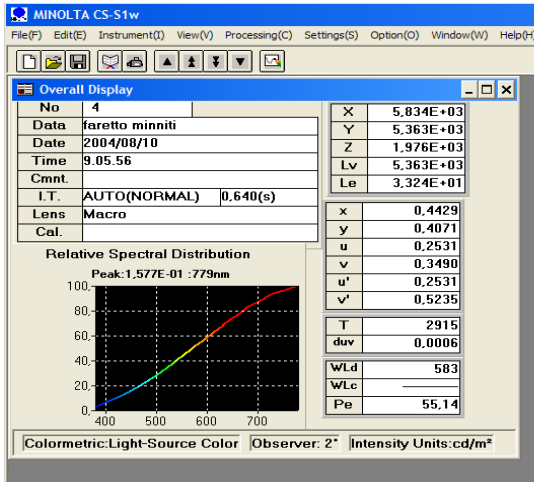 MINOLTA CS-S1w
File(F) Edit(E) Instrument(I) View(V) Processing(C) Settings(S) Option(O) Window(W) Help(H
Overall Display
No 4
Data faretto minniti
Date 2004/08/10
Time 9.05.56
Cmnt.
I.T. AUTO(NORMAL) 0,640(s)
Lens Macro
Cal.
X 5,834E+03
Y 5,363E+03
Z 1,976E+03
Lv 5,363E+03
Le 3,324E+01
x 0,4429
y 0,4071
u 0,2531
v 0,3490
u' 0,2531
v' 0,5235
T 2915
duv 0,0006
WLd 583
WLc
Pe 55,14
Relative Spectral Distribution
Peak:1,577E-01 :779nm
100,
80,
60,
40,
20,
0,
400 500 600 700
Colormetric:Light-Source Color Observer: 2° Intensity Units:cd/m²